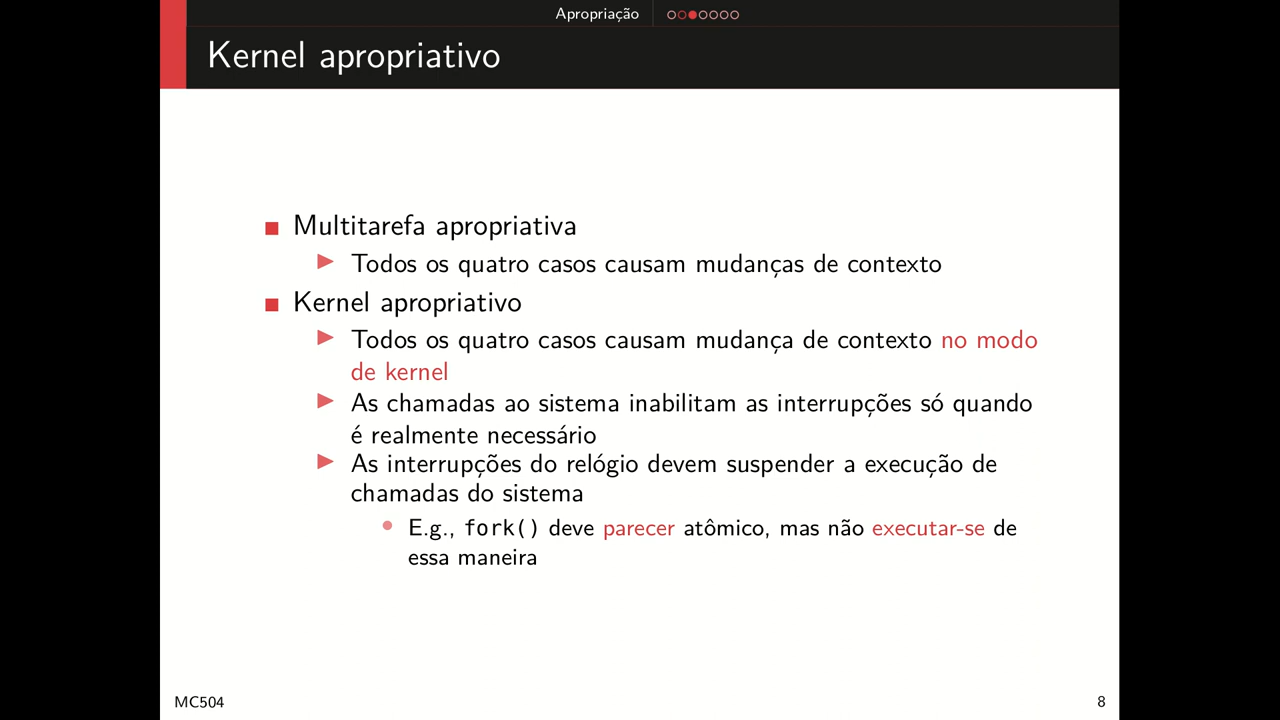 Apropriação
Kernel apropriativo
Multitarefa apropriativa
Todos os quatro casos causam mudanças de contexto
Kernel apropriativo
Todos os quatro casos causam mudança de contexto no modo
de kernel
As chamadas ao sistema inabilitam as interrupções só quando
é realmente necessário
As interrupções do relógio devem suspender a execução de
chamadas do sistema
E.g., fork() deve parecer atômico, mas não executar-se de
essa maneira
MC504
8